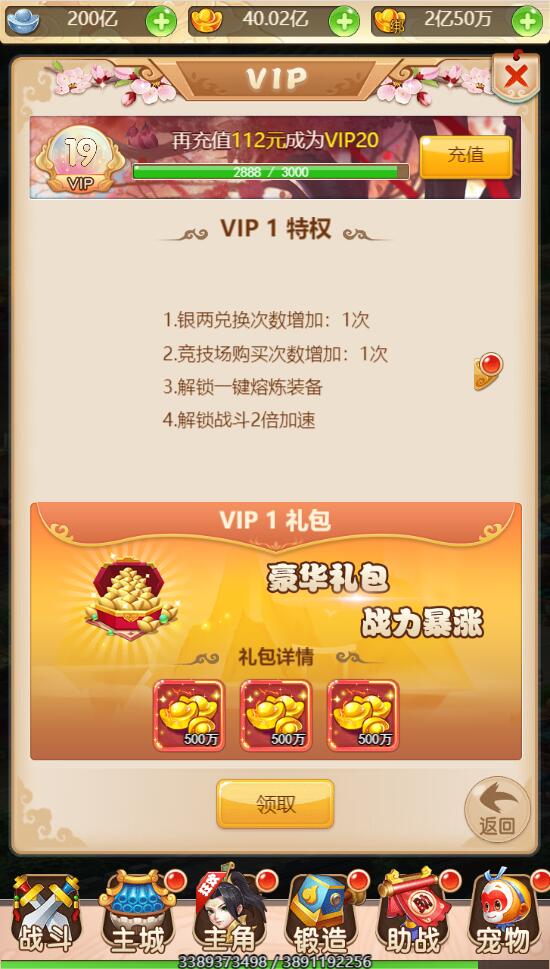 200亿
40.02亿
绑
2亿50万
VIP
19
VIP
再充值112元成为VIP20
充值
2888 / 3000
VIP 1 特权
1.银两兑换次数增加：1次
2.竞技场购买次数增加：1次
3.解锁一键熔炼装备
4.解锁战斗2倍加速
VIP 1 礼包
豪华礼包
战力暴涨
礼包详情
500万
500万
500万
领取
返回
战斗
主城
主角
锻造
助战
宠物
3389373498 / 3891192256